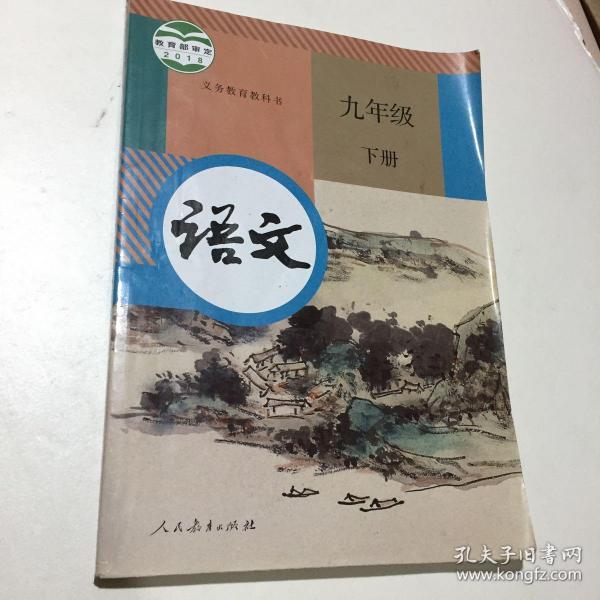 教育部审定
2018
义务教育教科书
九年级
下册
语文
人民教育出版社
孔夫子旧书网
www.kongfz.com